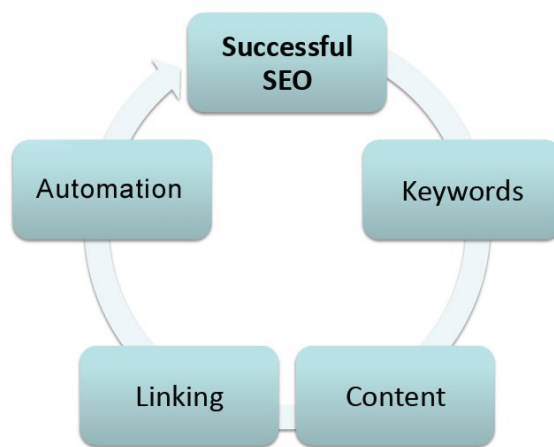 Successful
SEO
Keywords
Content
Linking
Automation